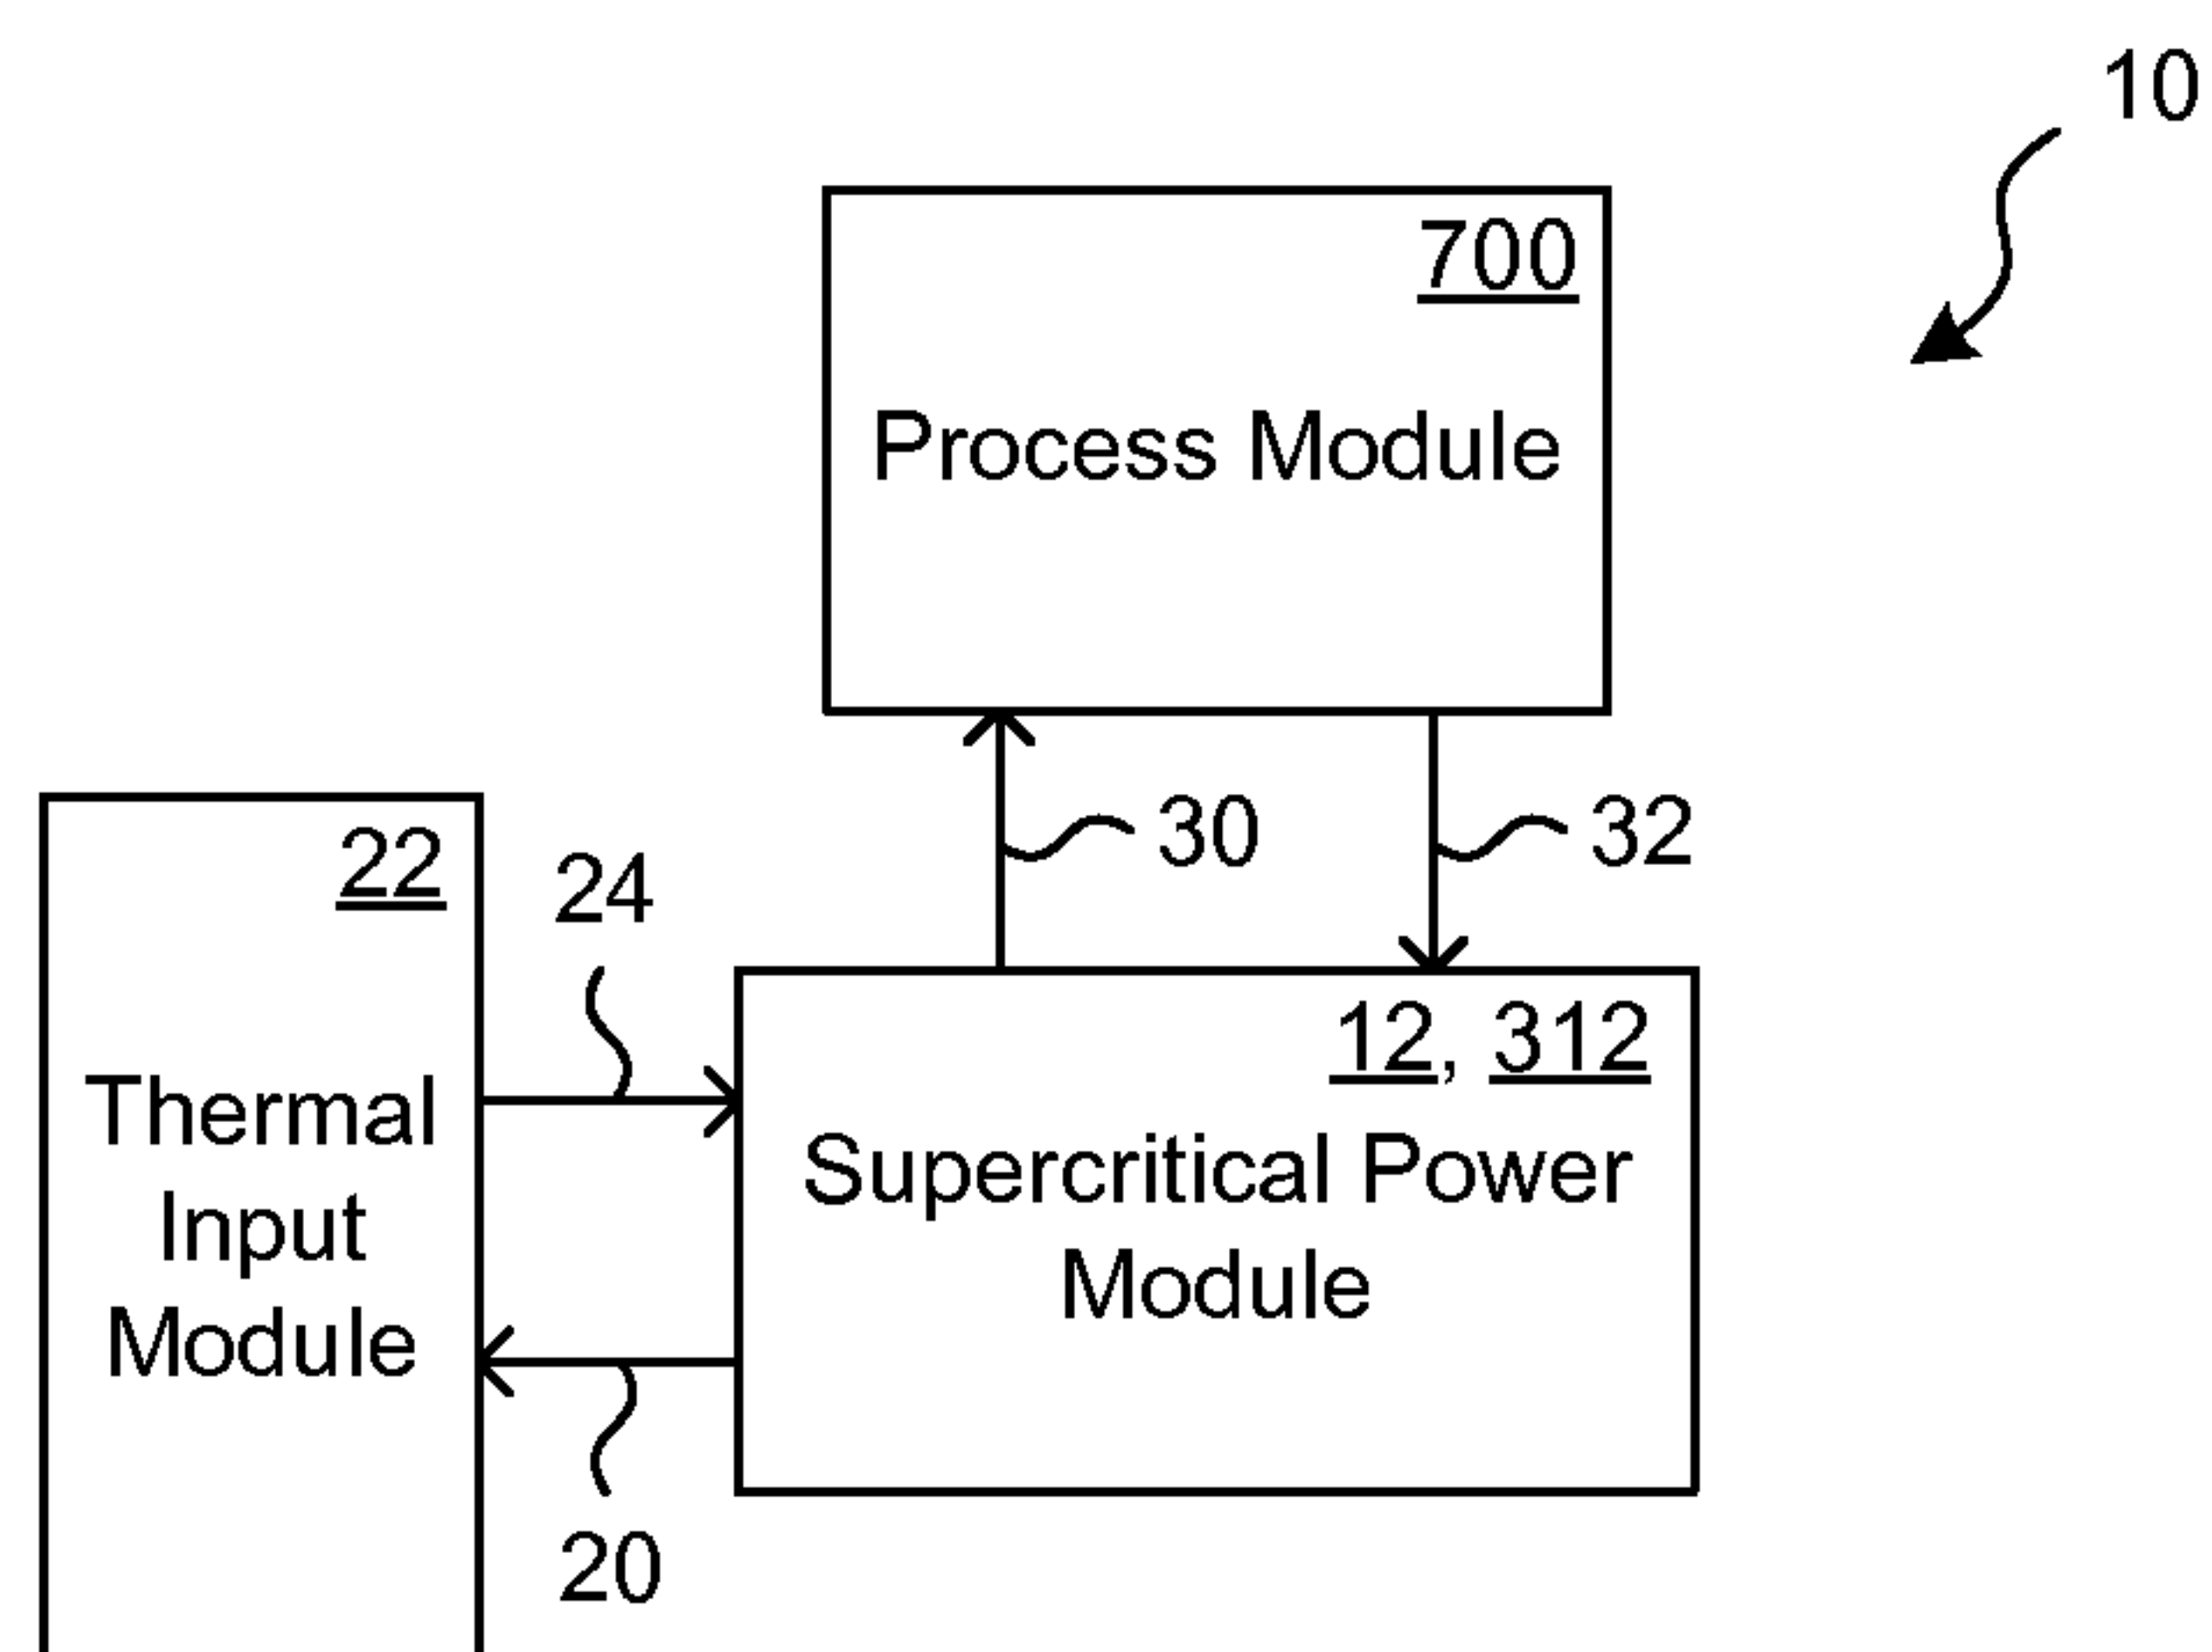 10
700
Process Module
30
32
22
24
12, 312
Thermal
Input
Module
Supercritical Power
Module
20